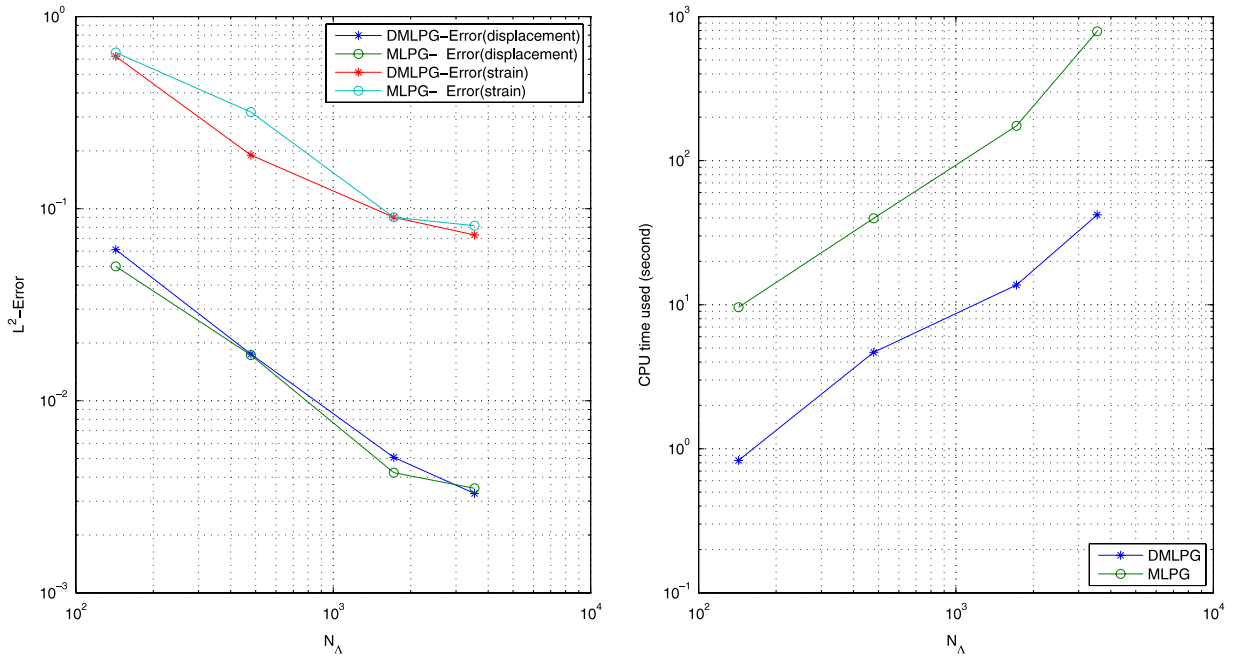 10^0
10^-1
10^-2
10^-3
L^2-Error
10^2
10^3
10^4
N_Λ
DMLPG-Error(displacement)
MLPG- Error(displacement)
DMLPG-Error(strain)
MLPG- Error(strain)
10^3
10^2
10^1
10^0
10^-1
CPU time used (second)
10^2
10^3
10^4
N_Λ
DMLPG
MLPG